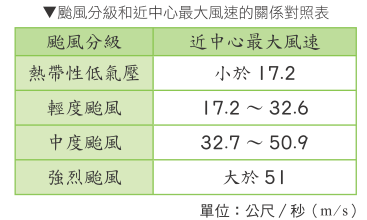 ▼颱風分級和近中心最大風速的關係對照表
颱風分級 近中心最大風速
熱帶性低氣壓 小於 17.2
輕度颱風 17.2 ～ 32.6
中度颱風 32.7 ～ 50.9
強烈颱風 大於 51
單位：公尺／秒（m/s）